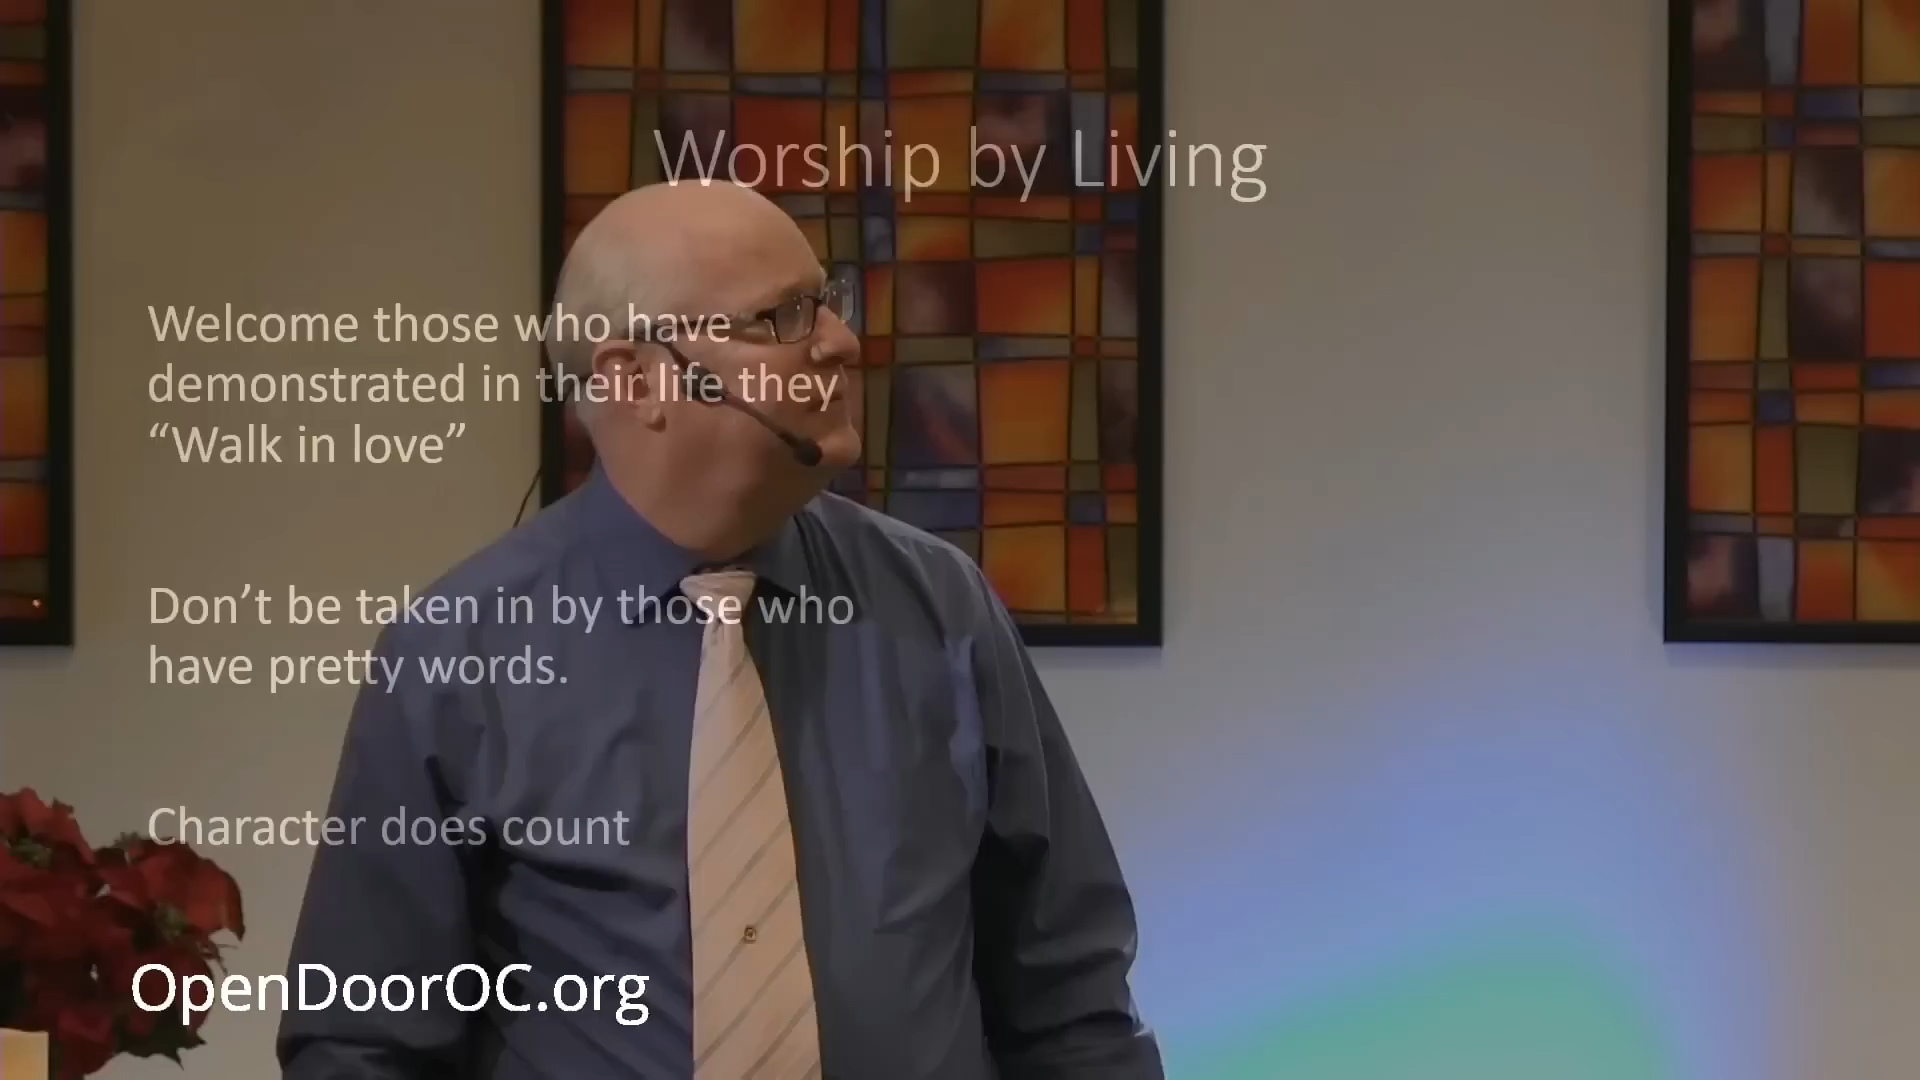 Worship by Living
Welcome those who have
demonstrated in their life they
“Walk in love”
Don’t be taken in by those who
have pretty words.
Character does count
OpenDoorOC.org